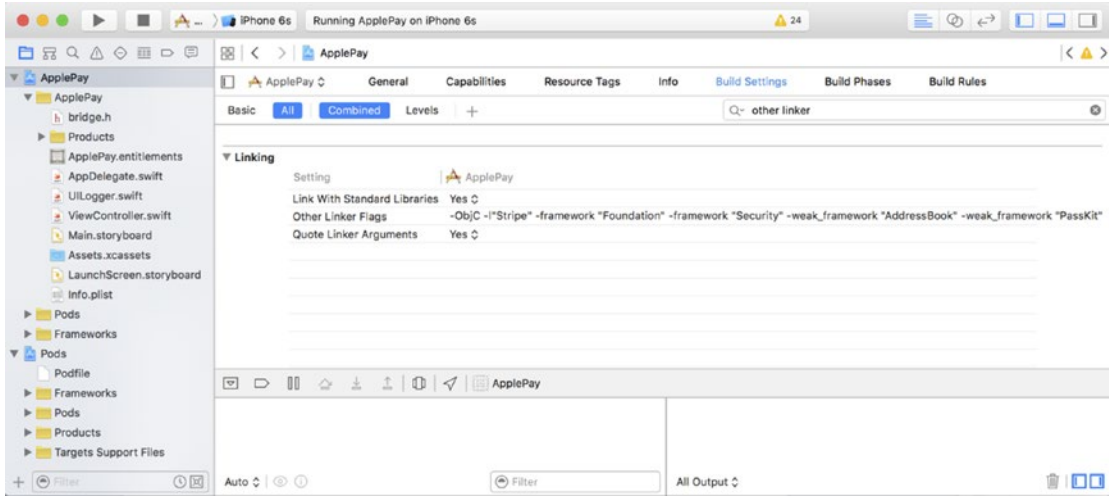 ... iPhone 6s Running ApplePay on iPhone 6s 24
ApplePay
ApplePay General Capabilities Resource Tags Info Build Settings Build Phases Build Rules
Basic All Combined Levels + other linker
Linking
Setting ApplePay
Link With Standard Libraries Yes
Other Linker Flags -ObjC -l"Stripe" -framework "Foundation" -framework "Security" -weak_framework "AddressBook" -weak_framework "PassKit"
Quote Linker Arguments Yes
ApplePay
ApplePay
bridge.h
Products
ApplePay.entitlements
AppDelegate.swift
UILogger.swift
ViewController.swift
Main.storyboard
Assets.xcassets
LaunchScreen.storyboard
Info.plist
Pods
Frameworks
Pods
Podfile
Frameworks
Pods
Products
Targets Support Files
ApplePay
+ Filter
Auto Filter All Output